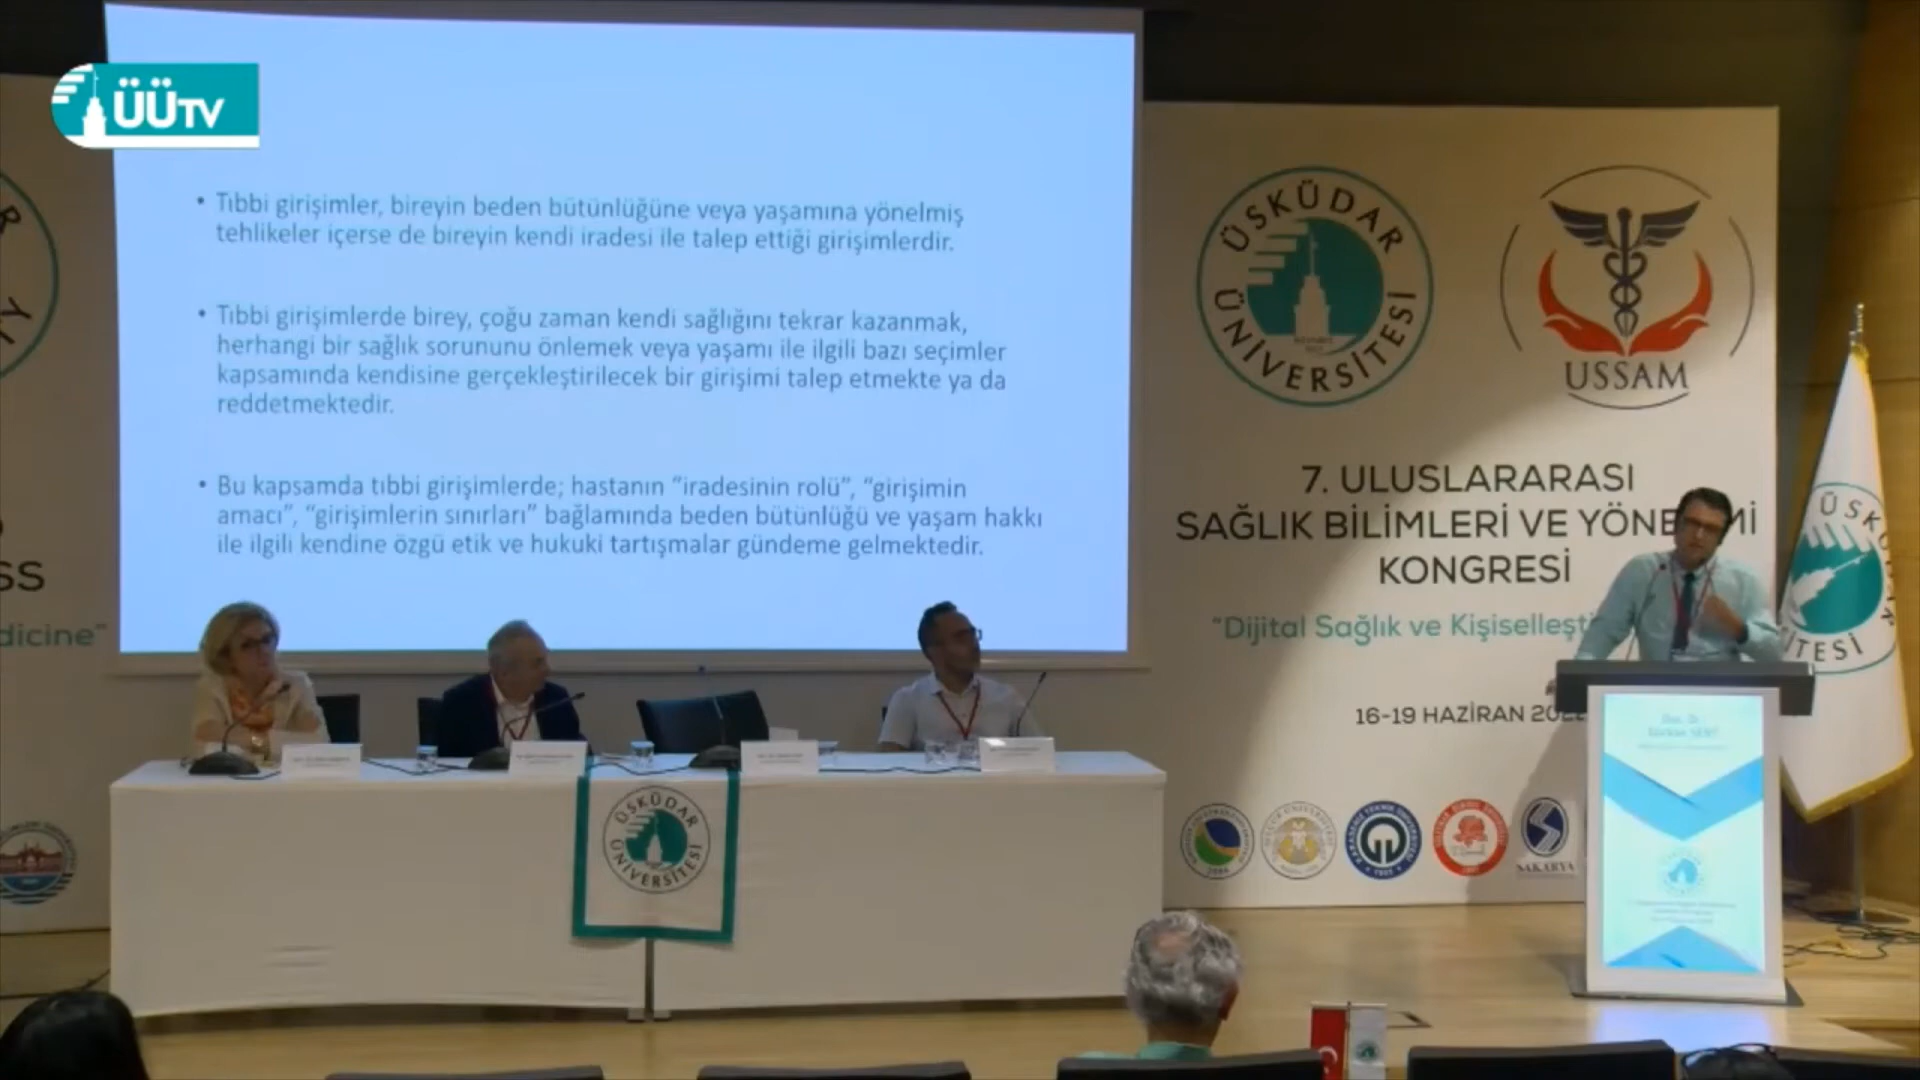 ÜÜTV
• Tıbbi girişimler, bireyin beden bütünlüğüne veya yaşamına yönelmiş
tehlikeler içerse de bireyin kendi iradesi ile talep ettiği girişimlerdir.
• Tıbbi girişimlerde birey, çoğu zaman kendi sağlığını tekrar kazanmak,
herhangi bir sağlık sorununu önlemek veya yaşamı ile ilgili bazı seçimler
kapsamında kendisine gerçekleştirilecek bir girişimi talep etmekte ya da
reddetmektedir.
• Bu kapsamda tıbbi girişimlerde; hastanın “iradesinin rolü”, “girişimin
amacı”, “girişimlerin sınırları” bağlamında beden bütünlüğü ve yaşam hakkı
ile ilgili kendine özgü etik ve hukuki tartışmalar gündeme gelmektedir.
ÜSKÜDAR
ÜNİVERSİTESİ
USSAM
7. ULUSLARARASI
SAĞLIK BİLİMLERİ VE YÖNE Mİ
KONGRESİ
“Dijital Sağlık ve Kişiselleşti
16-19 HAZİRAN 202
SS
dicine”
ÜSKÜDAR
ÜNİVERSİTESİ
SAKARYA
ÜSK
İTESİ